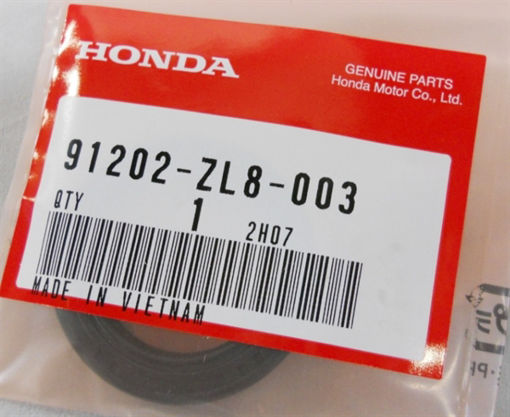 HONDA
GENUINE PARTS
Honda Motor Co., Ltd.
91202-ZL8-003
QTY 1 2H07
MADE IN VIETNAM